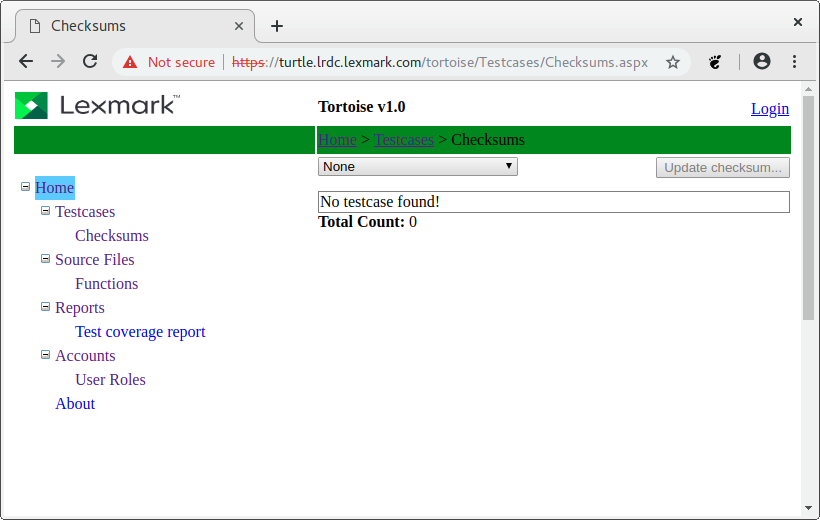 Checksums
Not secure https://turtle.lrdc.lexmark.com/tortoise/Testcases/Checksums.aspx
Lexmark™
Tortoise v1.0
Login
Home > Testcases > Checksums
None
Update checksum...
Home
Testcases
Checksums
Source Files
Functions
Reports
Test coverage report
Accounts
User Roles
About
No testcase found!
Total Count: 0